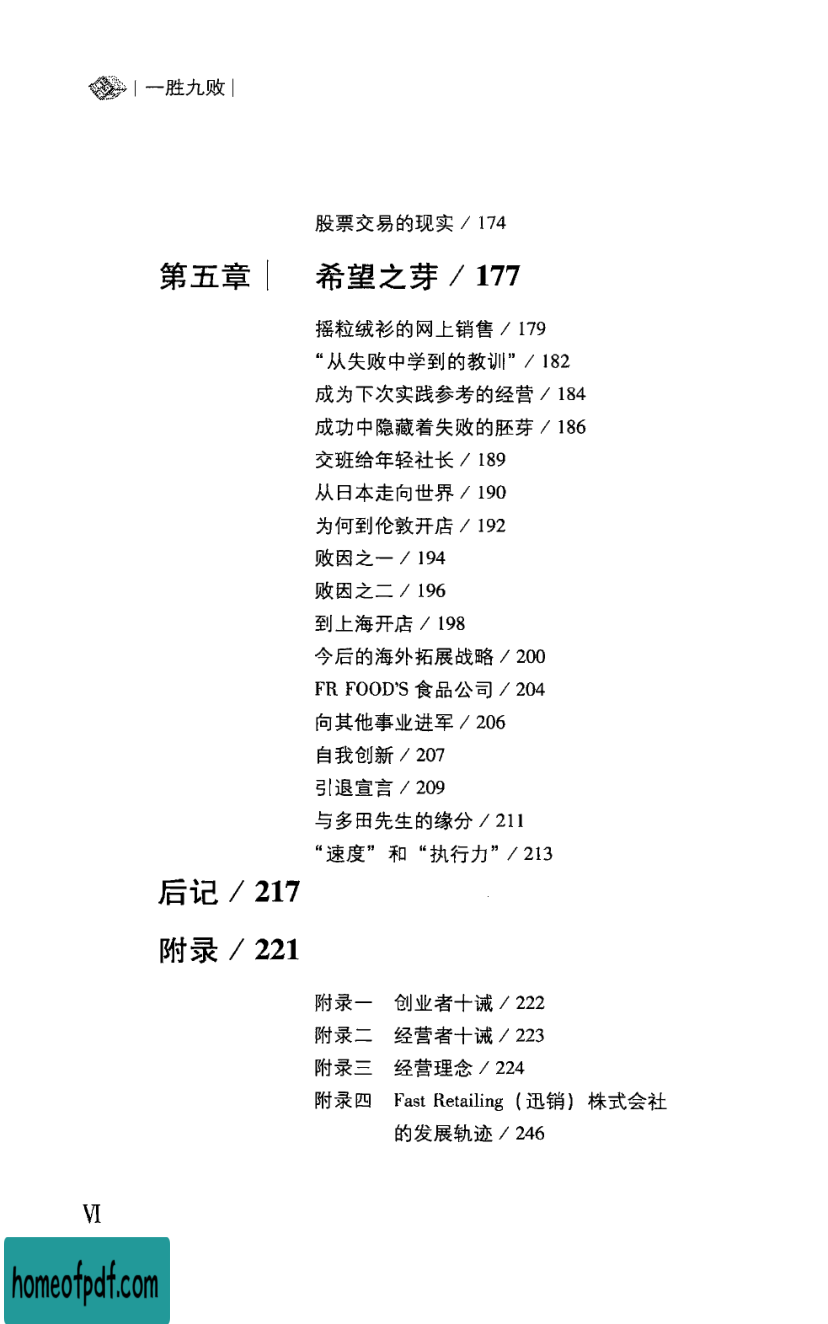 一胜九败
股票交易的现实 / 174
第五章 希望之芽 / 177
摇粒绒衫的网上销售 / 179
“从失败中学到的教训” / 182
成为下次实践参考的经营 / 184
成功中隐藏着失败的胚芽 / 186
交班给年轻社长 / 189
从日本走向世界 / 190
为何到伦敦开店 / 192
败因之一 / 194
败因之二 / 196
到上海开店 / 198
今后的海外拓展战略 / 200
FR FOOD'S 食品公司 / 204
向其他事业进军 / 206
自我创新 / 207
引退宣言 / 209
与多田先生的缘分 / 211
“速度” 和 “执行力” / 213
后记 / 217
附录 / 221
附录一 创业者十诫 / 222
附录二 经营者十诫 / 223
附录三 经营理念 / 224
附录四 Fast Retailing (迅销) 株式会社
的发展轨迹 / 246
VI
homeofpdf.com